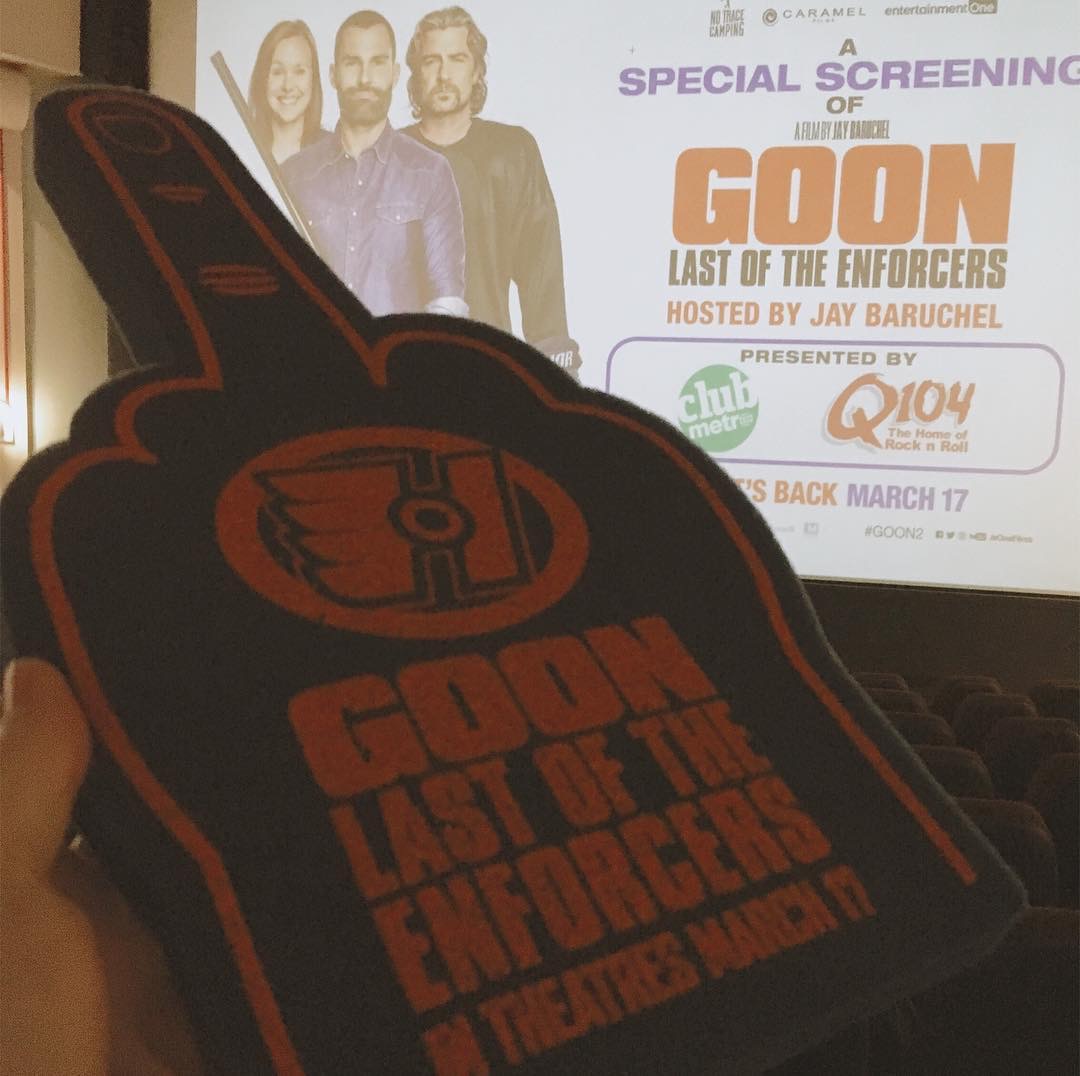 A
NO TRACE
CAMPING
CARAMEL
FILMS
entertainment One
A
SPECIAL SCREENING
OF
A FILM BY JAY BARUCHEL
GOON
LAST OF THE ENFORCERS
HOSTED BY JAY BARUCHEL
PRESENTED BY
club
metro
Q104
The Home of
Rock n Roll
T'S BACK MARCH 17
#GOON2
H
GOON
LAST OF THE
ENFORCERS
IN THEATRES MARCH 17